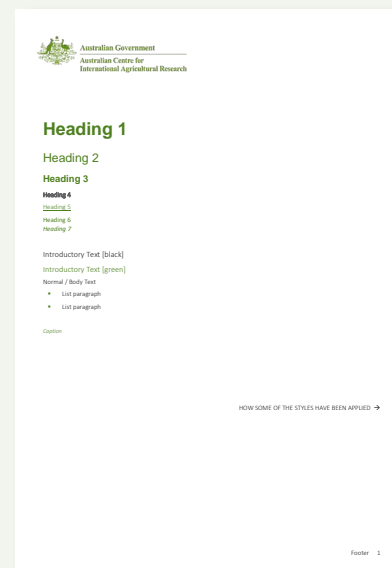 Australian Government
Australian Centre for
International Agricultural Research
Heading 1
Heading 2
Heading 3
Heading 4
Heading 5
Heading 6
Heading 7
Introductory Text [black]
Introductory Text [green]
Normal / Body Text
• List paragraph
• List paragraph
Caption
HOW SOME OF THE STYLES HAVE BEEN APPLIED →
Footer 1